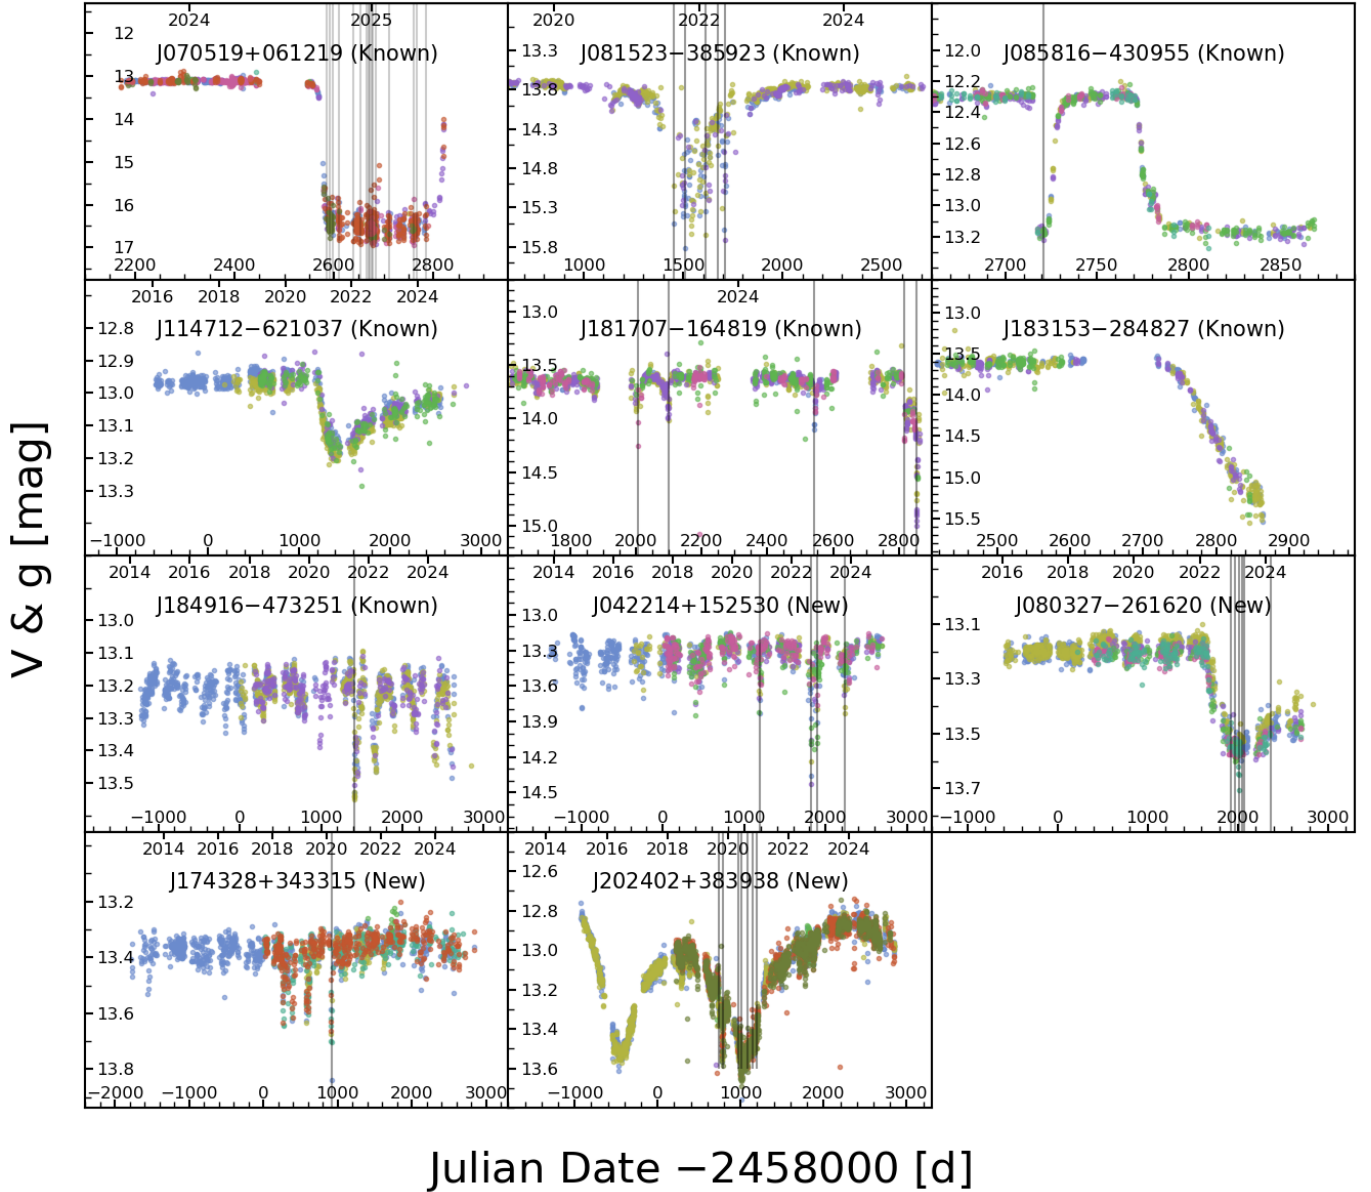 2024 2025
J070519+061219 (Known)
12
13
14
15
16
17
2200 2400 2600 2800
2020 2022 2024
J081523−385923 (Known)
13.3
13.8
14.3
14.8
15.3
15.8
1000 1500 2000 2500
J085816−430955 (Known)
12.0
12.2
12.4
12.6
12.8
13.0
13.2
2700 2750 2800 2850
2016 2018 2020 2022 2024
J114712−621037 (Known)
12.8
12.9
13.0
13.1
13.2
13.3
−1000 0 1000 2000 3000
2024
J181707−164819 (Known)
13.0
13.5
14.0
14.5
15.0
1800 2000 2200 2400 2600 2800
J183153−284827 (Known)
13.0
13.5
14.0
14.5
15.0
15.5
2500 2600 2700 2800 2900
2014 2016 2018 2020 2022 2024
J184916−473251 (Known)
13.0
13.1
13.2
13.3
13.4
13.5
−1000 0 1000 2000 3000
2014 2016 2018 2020 2022 2024
J042214+152530 (New)
13.0
13.3
13.6
13.9
14.2
14.5
−1000 0 1000 2000 3000
2016 2018 2020 2022 2024
J080327−261620 (New)
13.1
13.3
13.5
13.7
−1000 0 1000 2000 3000
2014 2016 2018 2020 2022 2024
J174328+343315 (New)
13.2
13.4
13.6
13.8
−2000 −1000 0 1000 2000 3000
2014 2016 2018 2020 2022 2024
J202402+383938 (New)
12.6
12.8
13.0
13.2
13.4
13.6
−1000 0 1000 2000 3000
V & g [mag]
Julian Date −2458000 [d]